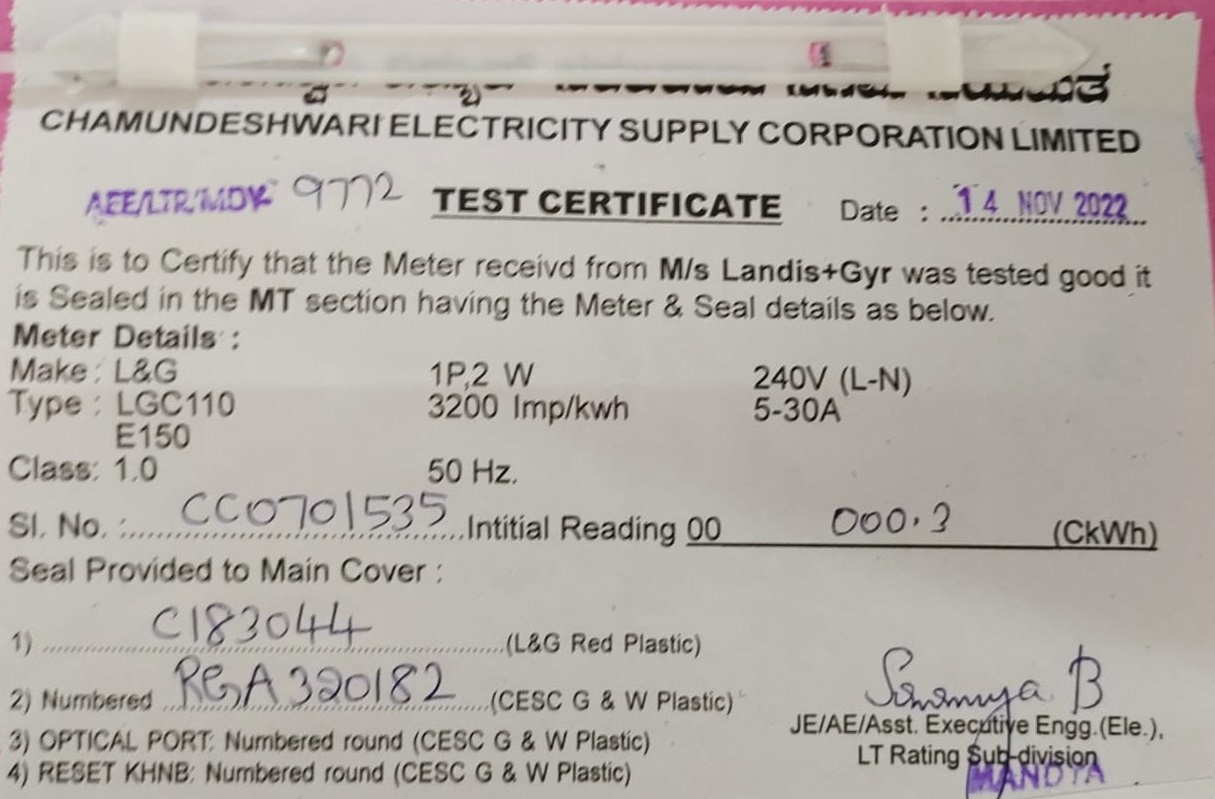 CHAMUNDESHWARI ELECTRICITY SUPPLY CORPORATION LIMITED
AEE/LTR/MDY 9772 TEST CERTIFICATE Date : 14 NOV 2022
This is to Certify that the Meter receivd from M/s Landis+Gyr was tested good it
is Sealed in the MT section having the Meter & Seal details as below.
Meter Details :
Make : L&G 1P,2 W 240V (L-N)
Type : LGC110 3200 Imp/kwh 5-30A
E150
Class: 1.0 50 Hz.
Sl. No. : CC0701535 Intitial Reading 00 000.3 (CkWh)
Seal Provided to Main Cover :
1) C183044 (L&G Red Plastic)
2) Numbered RGA320182 (CESC G & W Plastic)
Sowmya B
3) OPTICAL PORT: Numbered round (CESC G & W Plastic)
JE/AE/Asst. Executive Engg.(Ele.),
4) RESET KHNB: Numbered round (CESC G & W Plastic)
LT Rating Sub-division
MANDYA